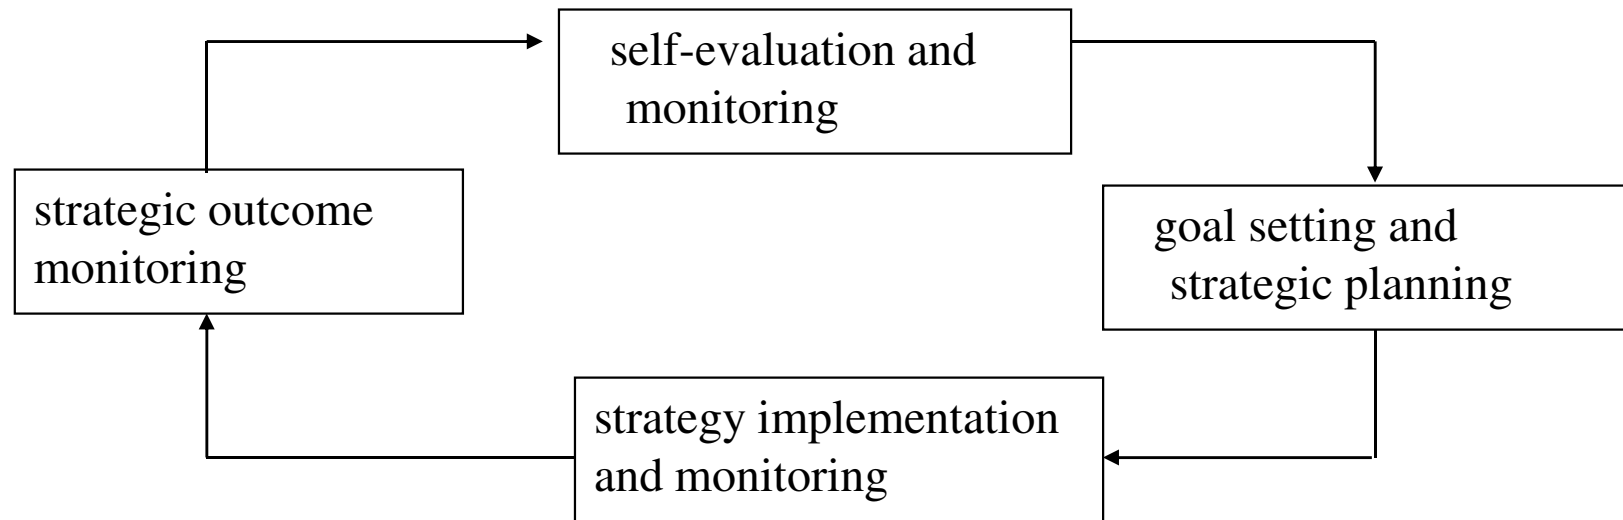 self-evaluation and
monitoring
strategic outcome
monitoring
goal setting and
strategic planning
strategy implementation
and monitoring